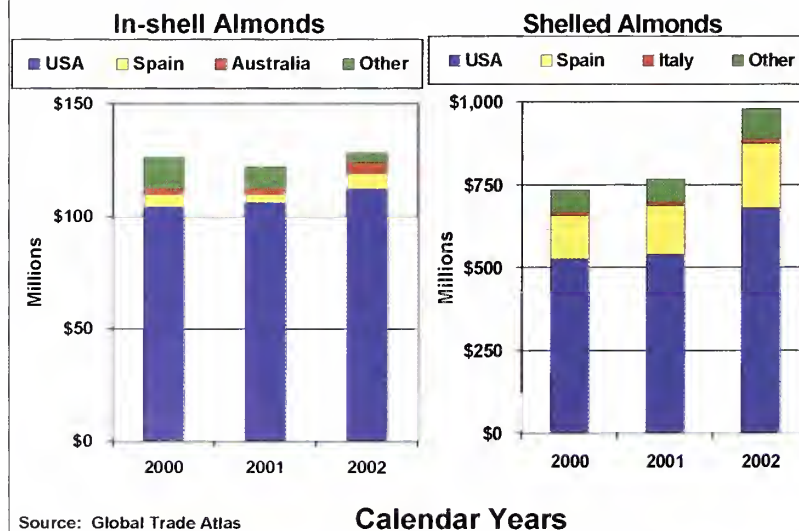 In-shell Almonds
USA Spain Australia Other
$150
$100
$50
$0
Millions
2000 2001 2002
Shelled Almonds
USA Spain Italy Other
$1,000
$750
$500
$250
$0
Millions
2000 2001 2002
Source: Global Trade Atlas
Calendar Years